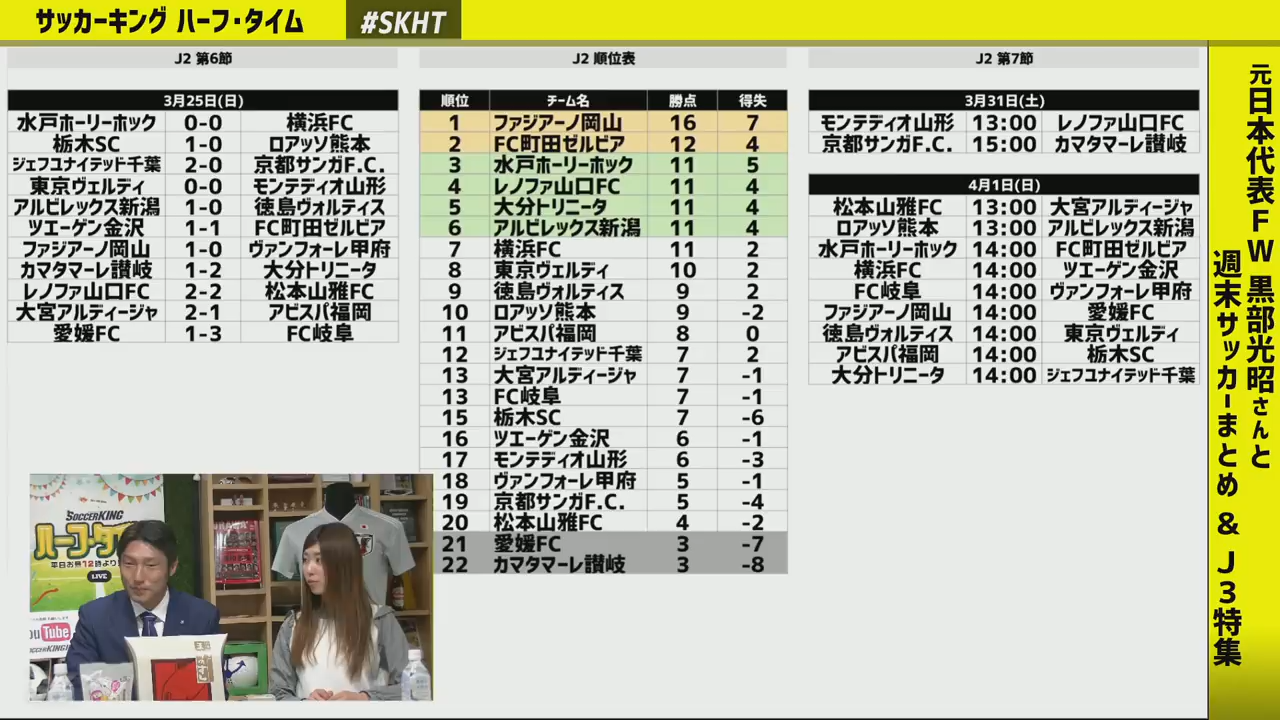 サッカーキング ハーフ・タイム #SKHT
J2 第6節
3月25日(日)
水戸ホーリーホック 0-0 横浜FC
栃木SC 1-0 ロアッソ熊本
ジェフユナイテッド千葉 2-0 京都サンガF.C.
東京ヴェルディ 0-0 モンテディオ山形
アルビレックス新潟 1-0 徳島ヴォルティス
ツエーゲン金沢 1-1 FC町田ゼルビア
ファジアーノ岡山 1-0 ヴァンフォーレ甲府
カマタマーレ讃岐 1-2 大分トリニータ
レノファ山口FC 2-2 松本山雅FC
大宮アルディージャ 2-1 アビスパ福岡
愛媛FC 1-3 FC岐阜
J2 順位表
順位 チーム名 勝点 得失
1 ファジアーノ岡山 16 7
2 FC町田ゼルビア 12 4
3 水戸ホーリーホック 11 5
4 レノファ山口FC 11 4
5 大分トリニータ 11 4
6 アルビレックス新潟 11 4
7 横浜FC 11 2
8 東京ヴェルディ 10 2
9 徳島ヴォルティス 9 2
10 ロアッソ熊本 9 -2
11 アビスパ福岡 8 0
12 ジェフユナイテッド千葉 7 2
13 大宮アルディージャ 7 -1
13 FC岐阜 7 -1
15 栃木SC 7 -6
16 ツエーゲン金沢 6 -1
17 モンテディオ山形 6 -3
18 ヴァンフォーレ甲府 5 -1
19 京都サンガF.C. 5 -4
20 松本山雅FC 4 -2
21 愛媛FC 3 -7
22 カマタマーレ讃岐 3 -8
J2 第7節
3月31日(土)
モンテディオ山形 13:00 レノファ山口FC
京都サンガF.C. 15:00 カマタマーレ讃岐
4月1日(日)
松本山雅FC 13:00 大宮アルディージャ
ロアッソ熊本 13:00 アルビレックス新潟
水戸ホーリーホック 14:00 FC町田ゼルビア
横浜FC 14:00 ツエーゲン金沢
FC岐阜 14:00 ヴァンフォーレ甲府
ファジアーノ岡山 14:00 愛媛FC
徳島ヴォルティス 14:00 東京ヴェルディ
アビスパ福岡 14:00 栃木SC
大分トリニータ 14:00 ジェフユナイテッド千葉
元日本代表FW 黒部光昭さんと
週末サッカーまとめ & J3特集
SOCCERKING
ハーフ・タイ
平日お昼12時より
LIVE
You Tube
SOCCERKING